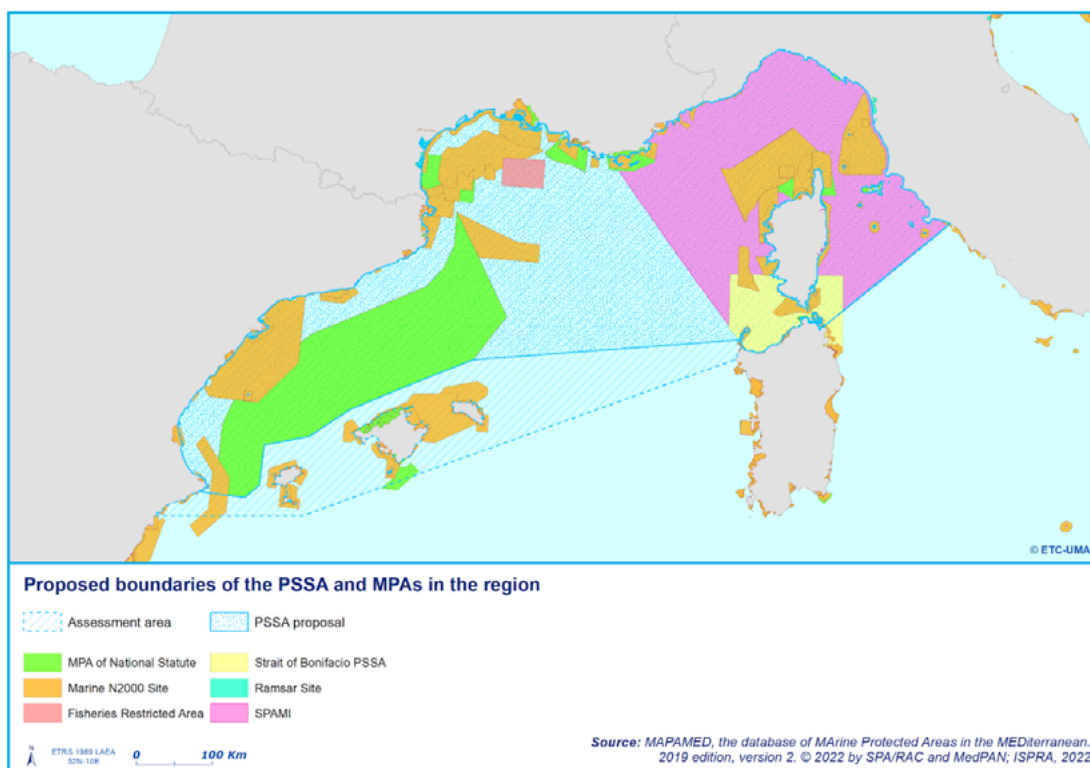 © ETC-UMA
Proposed boundaries of the PSSA and MPAs in the region
Assessment area
PSSA proposal
MPA of National Statute
Strait of Bonifacio PSSA
Marine N2000 Site
Ramsar Site
Fisheries Restricted Area
SPAMI
N
ETRS 1989 LAEA
52N-10E
0 100 Km
Source: MAPAMED, the database of MArine Protected Areas in the MEDiterranean.
2019 edition, version 2. © 2022 by SPA/RAC and MedPAN; ISPRA, 2022